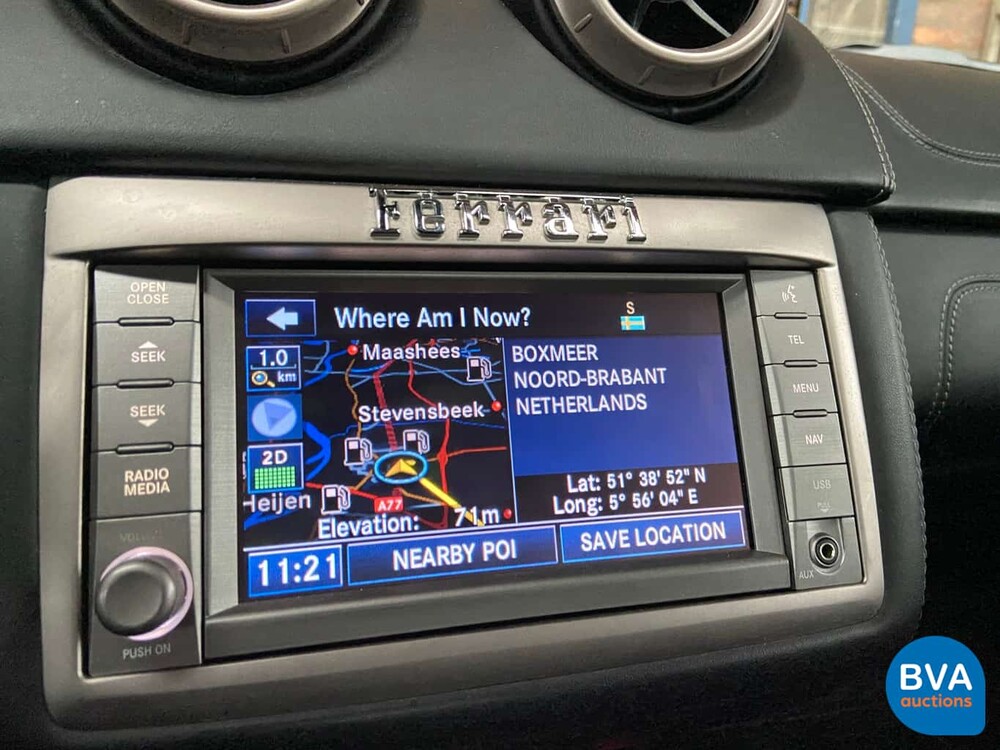 Ferrari
OPEN
CLOSE
SEEK
SEEK
RADIO
MEDIA
VOLUME
PUSH ON
Where Am I Now?
S
1.0
km
2D
Maashees
Stevensbeek
Heijen
A77
Elevation: 71m
BOXMEER
NOORD-BRABANT
NETHERLANDS
Lat: 51° 38' 52" N
Long: 5° 56' 04" E
11:21
NEARBY POI
SAVE LOCATION
TEL
MENU
NAV
USB
AUX
BVA
auctions